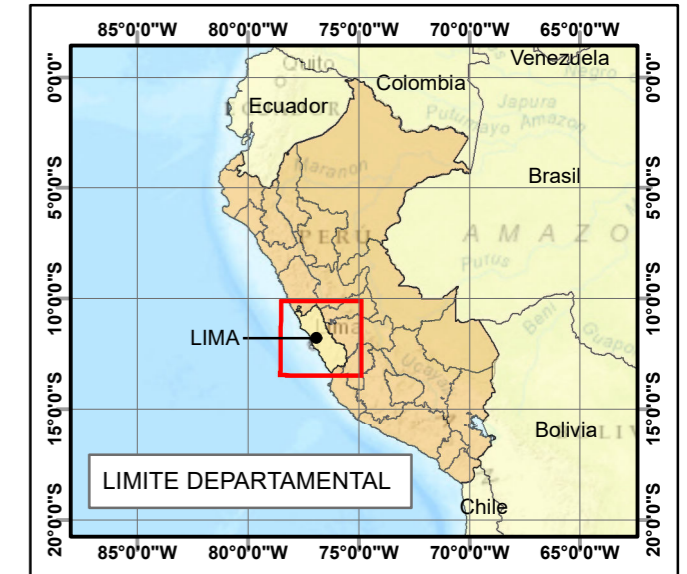 85°0'0"W 80°0'0"W 75°0'0"W 70°0'0"W 65°0'0"W
0°0'0" 0°0'0"
Quito
Venezuela
Negro
Colombia
Ecuador
Japura
Putumayo Amazon
Maranon
Brasil
5°0'0"S 5°0'0"S
PERÚ
AMAZO
Purus
10°0'0"S 10°0'0"S
Lima
LIMA
Beni
Guapo
Ucayali
15°0'0"S 15°0'0"S
Bolivia
LIMITE DEPARTAMENTAL
Chile
20°0'0"S 20°0'0"S
85°0'0"W 80°0'0"W 75°0'0"W 70°0'0"W 65°0'0"W